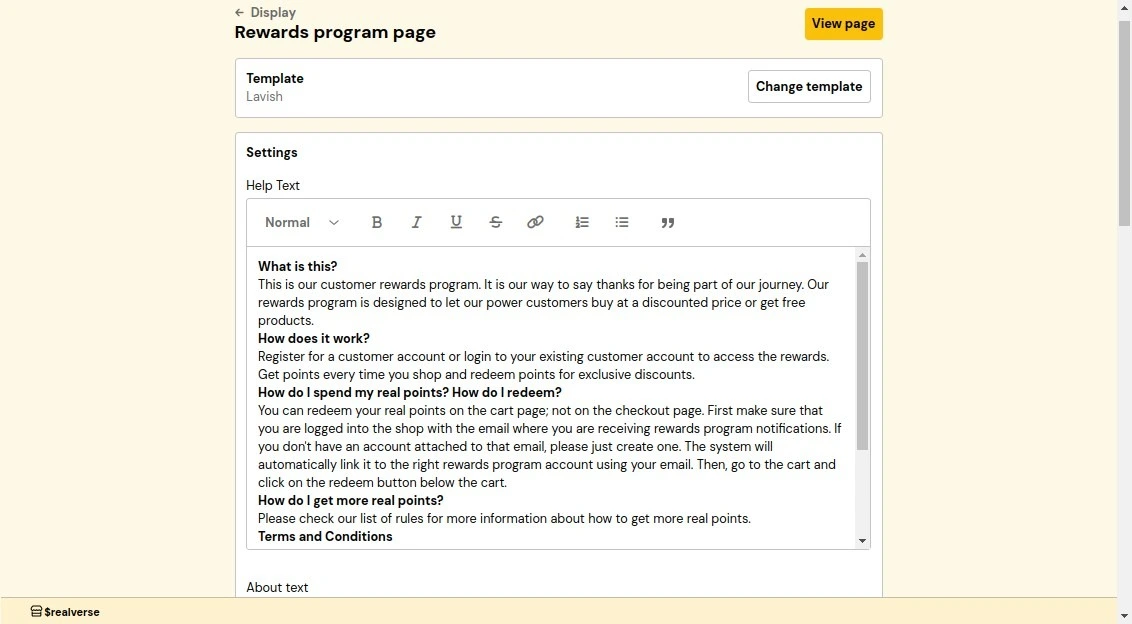 ← Display
Rewards program page
View page
Template
Lavish
Change template
Settings
Help Text
Normal
What is this?
This is our customer rewards program. It is our way to say thanks for being part of our journey. Our
rewards program is designed to let our power customers buy at a discounted price or get free
products.
How does it work?
Register for a customer account or login to your existing customer account to access the rewards.
Get points every time you shop and redeem points for exclusive discounts.
How do I spend my real points? How do I redeem?
You can redeem your real points on the cart page; not on the checkout page. First make sure that
you are logged into the shop with the email where you are receiving rewards program notifications. If
you don't have an account attached to that email, please just create one. The system will
automatically link it to the right rewards program account using your email. Then, go to the cart and
click on the redeem button below the cart.
How do I get more real points?
Please check our list of rules for more information about how to get more real points.
Terms and Conditions
About text
$realverse